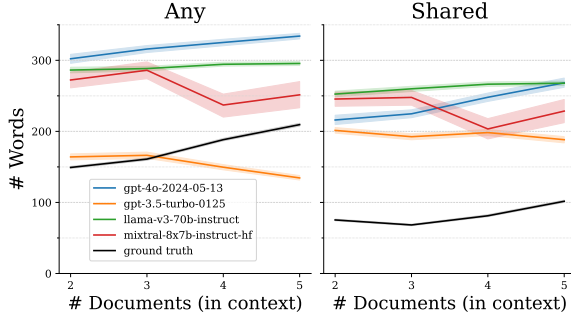 Any
Shared
# Words
300
200
100
0
gpt-4o-2024-05-13
gpt-3.5-turbo-0125
llama-v3-70b-instruct
mixtral-8x7b-instruct-hf
ground truth
2 3 4 5
2 3 4 5
# Documents (in context)
# Documents (in context)